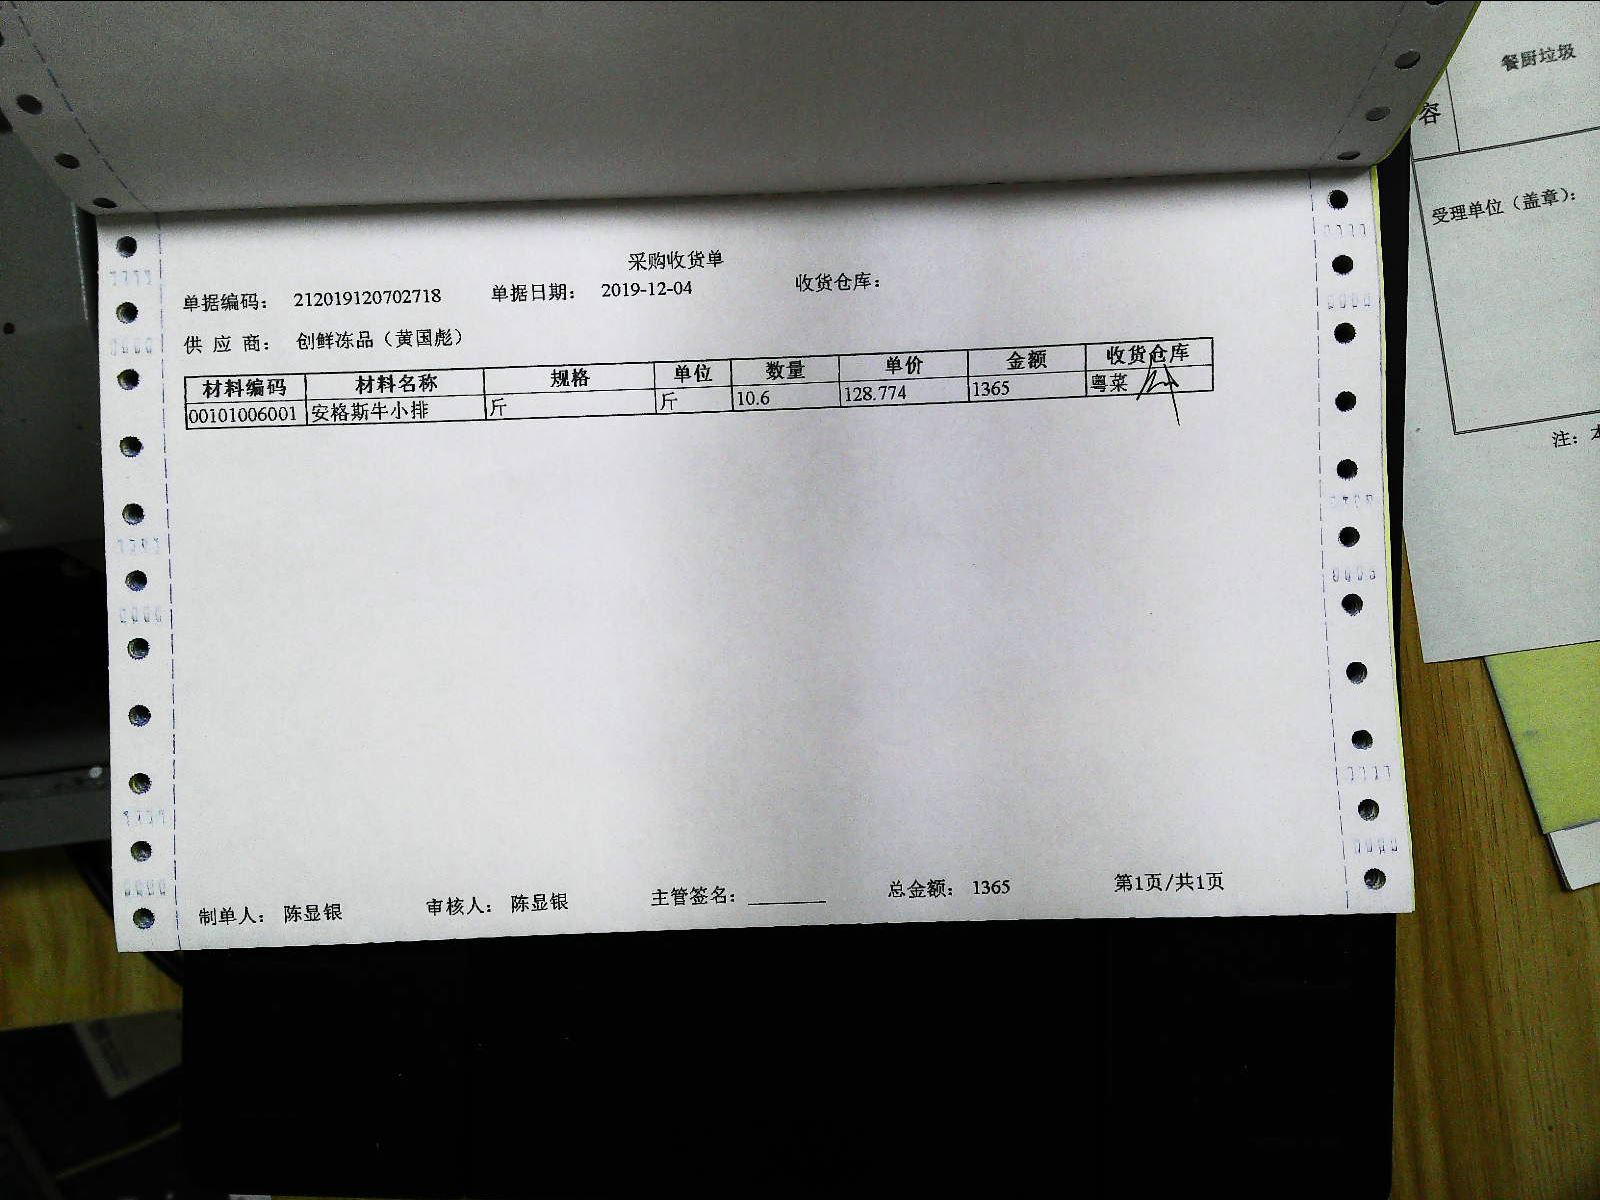 餐厨垃圾
容
受理单位（盖章）：
注：本
采购收货单
单据编码： 212019120702718 单据日期： 2019-12-04 收货仓库：
供 应 商： 创鲜冻品（黄国彪）
材料编码 材料名称 规格 单位 数量 单价 金额 收货仓库
00101006001 安格斯牛小排 斤 斤 10.6 128.774 1365 粤菜
制单人： 陈显银 审核人： 陈显银 主管签名： 总金额： 1365 第1页/共1页